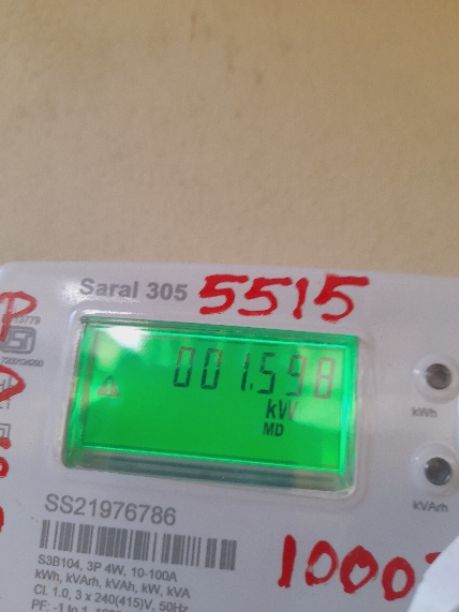 Saral 305 5515
001.598
kW
MD
kWh
kVArh
SS21976786
S3B104, 3P 4W, 10-100A
kWh, kVArh, kVAh, kW, kVA
Cl. 1.0, 3 x 240(415)V, 50Hz
1000